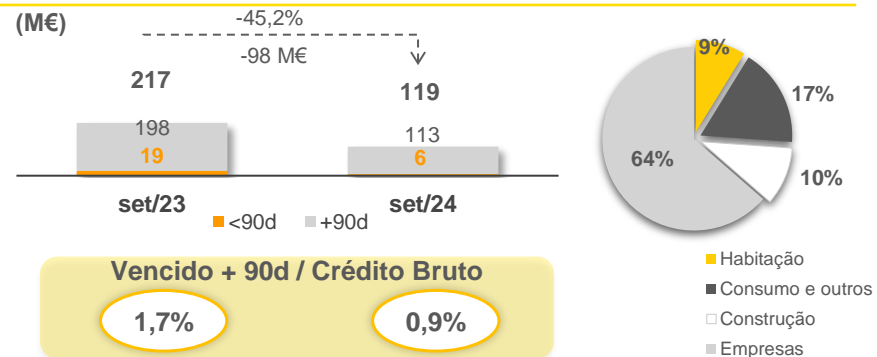 (M€)
-45,2%
-98 M€
217
119
198
19
113
6
set/23
set/24
<90d
+90d
Vencido + 90d / Crédito Bruto
1,7%
0,9%
9%
17%
10%
64%
Habitação
Consumo e outros
Construção
Empresas